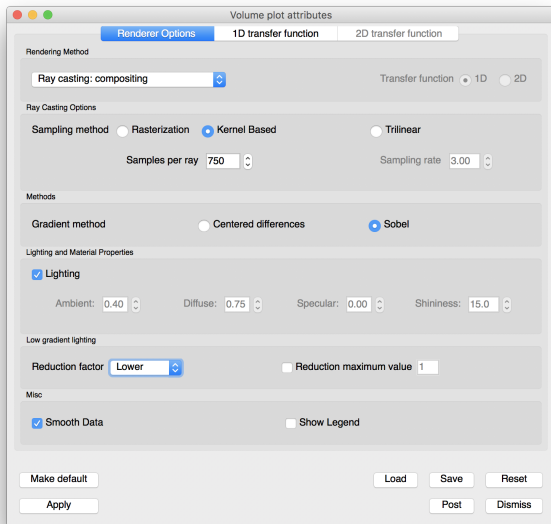 Volume plot attributes
Renderer Options 1D transfer function 2D transfer function
Rendering Method
Ray casting: compositing Transfer function 1D 2D
Ray Casting Options
Sampling method Rasterization Kernel Based Trilinear
Samples per ray 750 Sampling rate 3.00
Methods
Gradient method Centered differences Sobel
Lighting and Material Properties
Lighting
Ambient: 0.40 Diffuse: 0.75 Specular: 0.00 Shininess: 15.0
Low gradient lighting
Reduction factor Lower Reduction maximum value 1
Misc
Smooth Data Show Legend
Make default Load Save Reset
Apply Post Dismiss